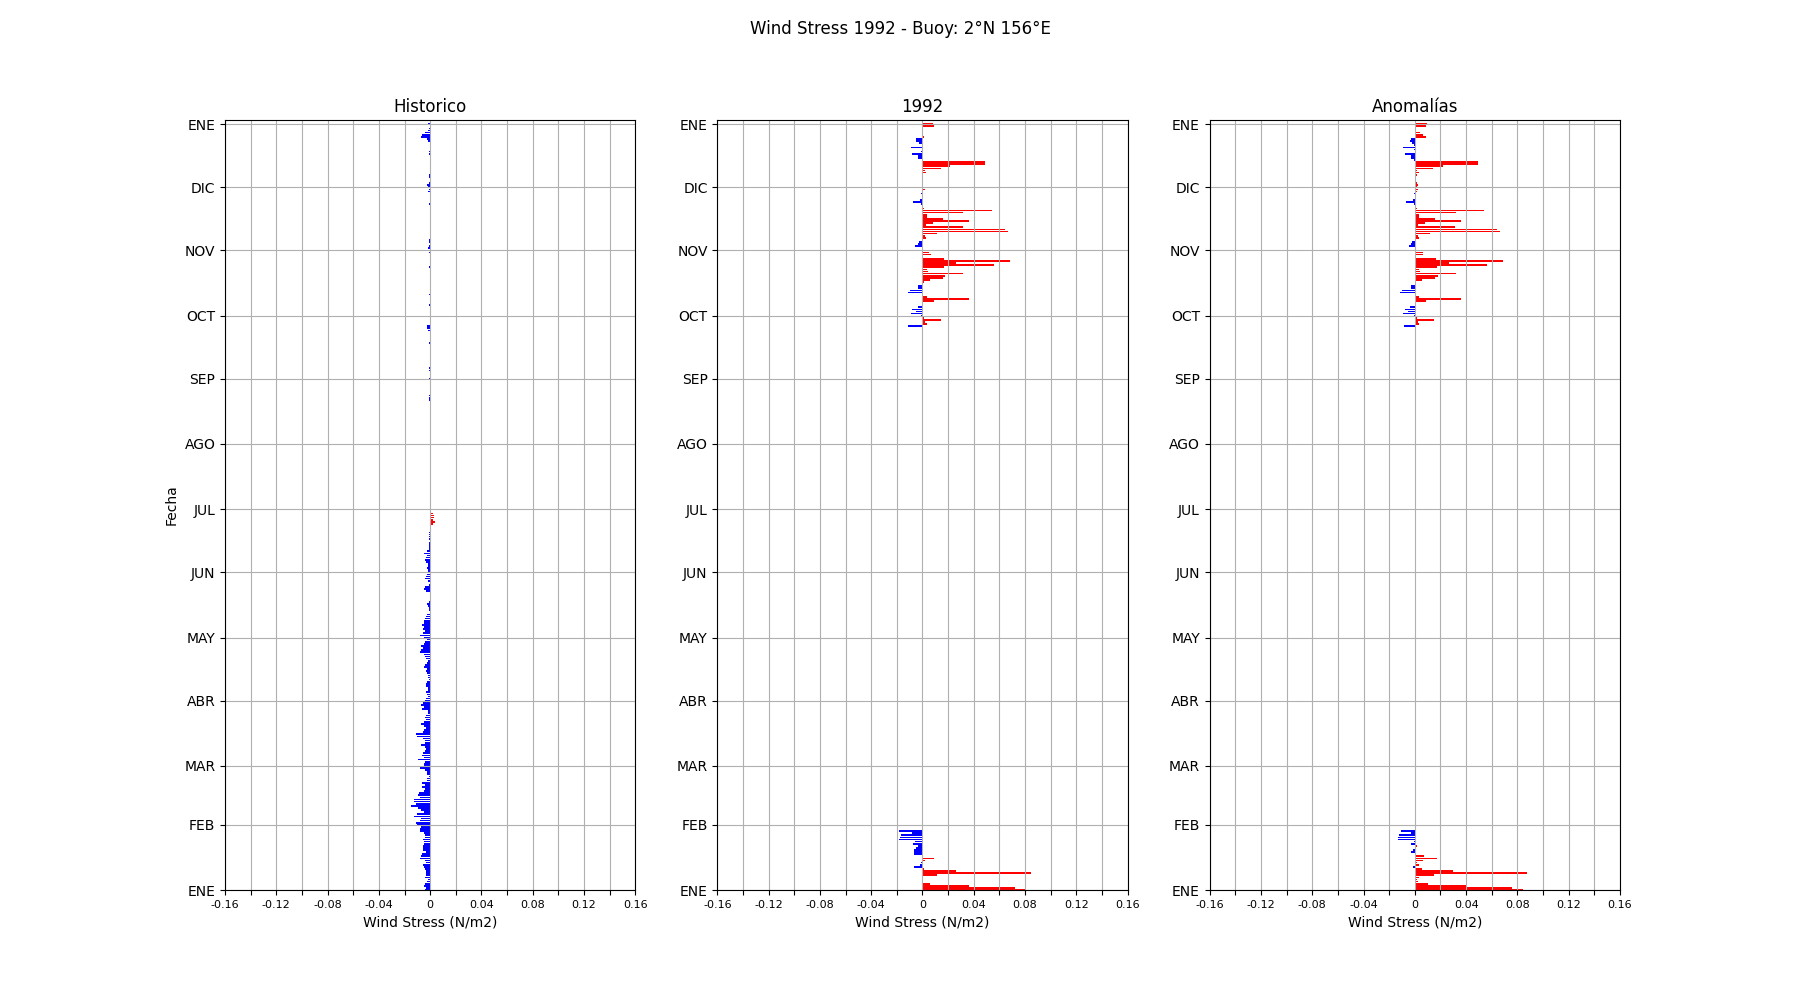 Wind Stress 1992 - Buoy: 2°N 156°E
Historico
ENE
DIC
NOV
OCT
SEP
AGO
JUL
JUN
MAY
ABR
MAR
FEB
ENE
Fecha
-0.16 -0.12 -0.08 -0.04 0 0.04 0.08 0.12 0.16
Wind Stress (N/m2)
1992
ENE
DIC
NOV
OCT
SEP
AGO
JUL
JUN
MAY
ABR
MAR
FEB
ENE
-0.16 -0.12 -0.08 -0.04 0 0.04 0.08 0.12 0.16
Wind Stress (N/m2)
Anomalías
ENE
DIC
NOV
OCT
SEP
AGO
JUL
JUN
MAY
ABR
MAR
FEB
ENE
-0.16 -0.12 -0.08 -0.04 0 0.04 0.08 0.12 0.16
Wind Stress (N/m2)